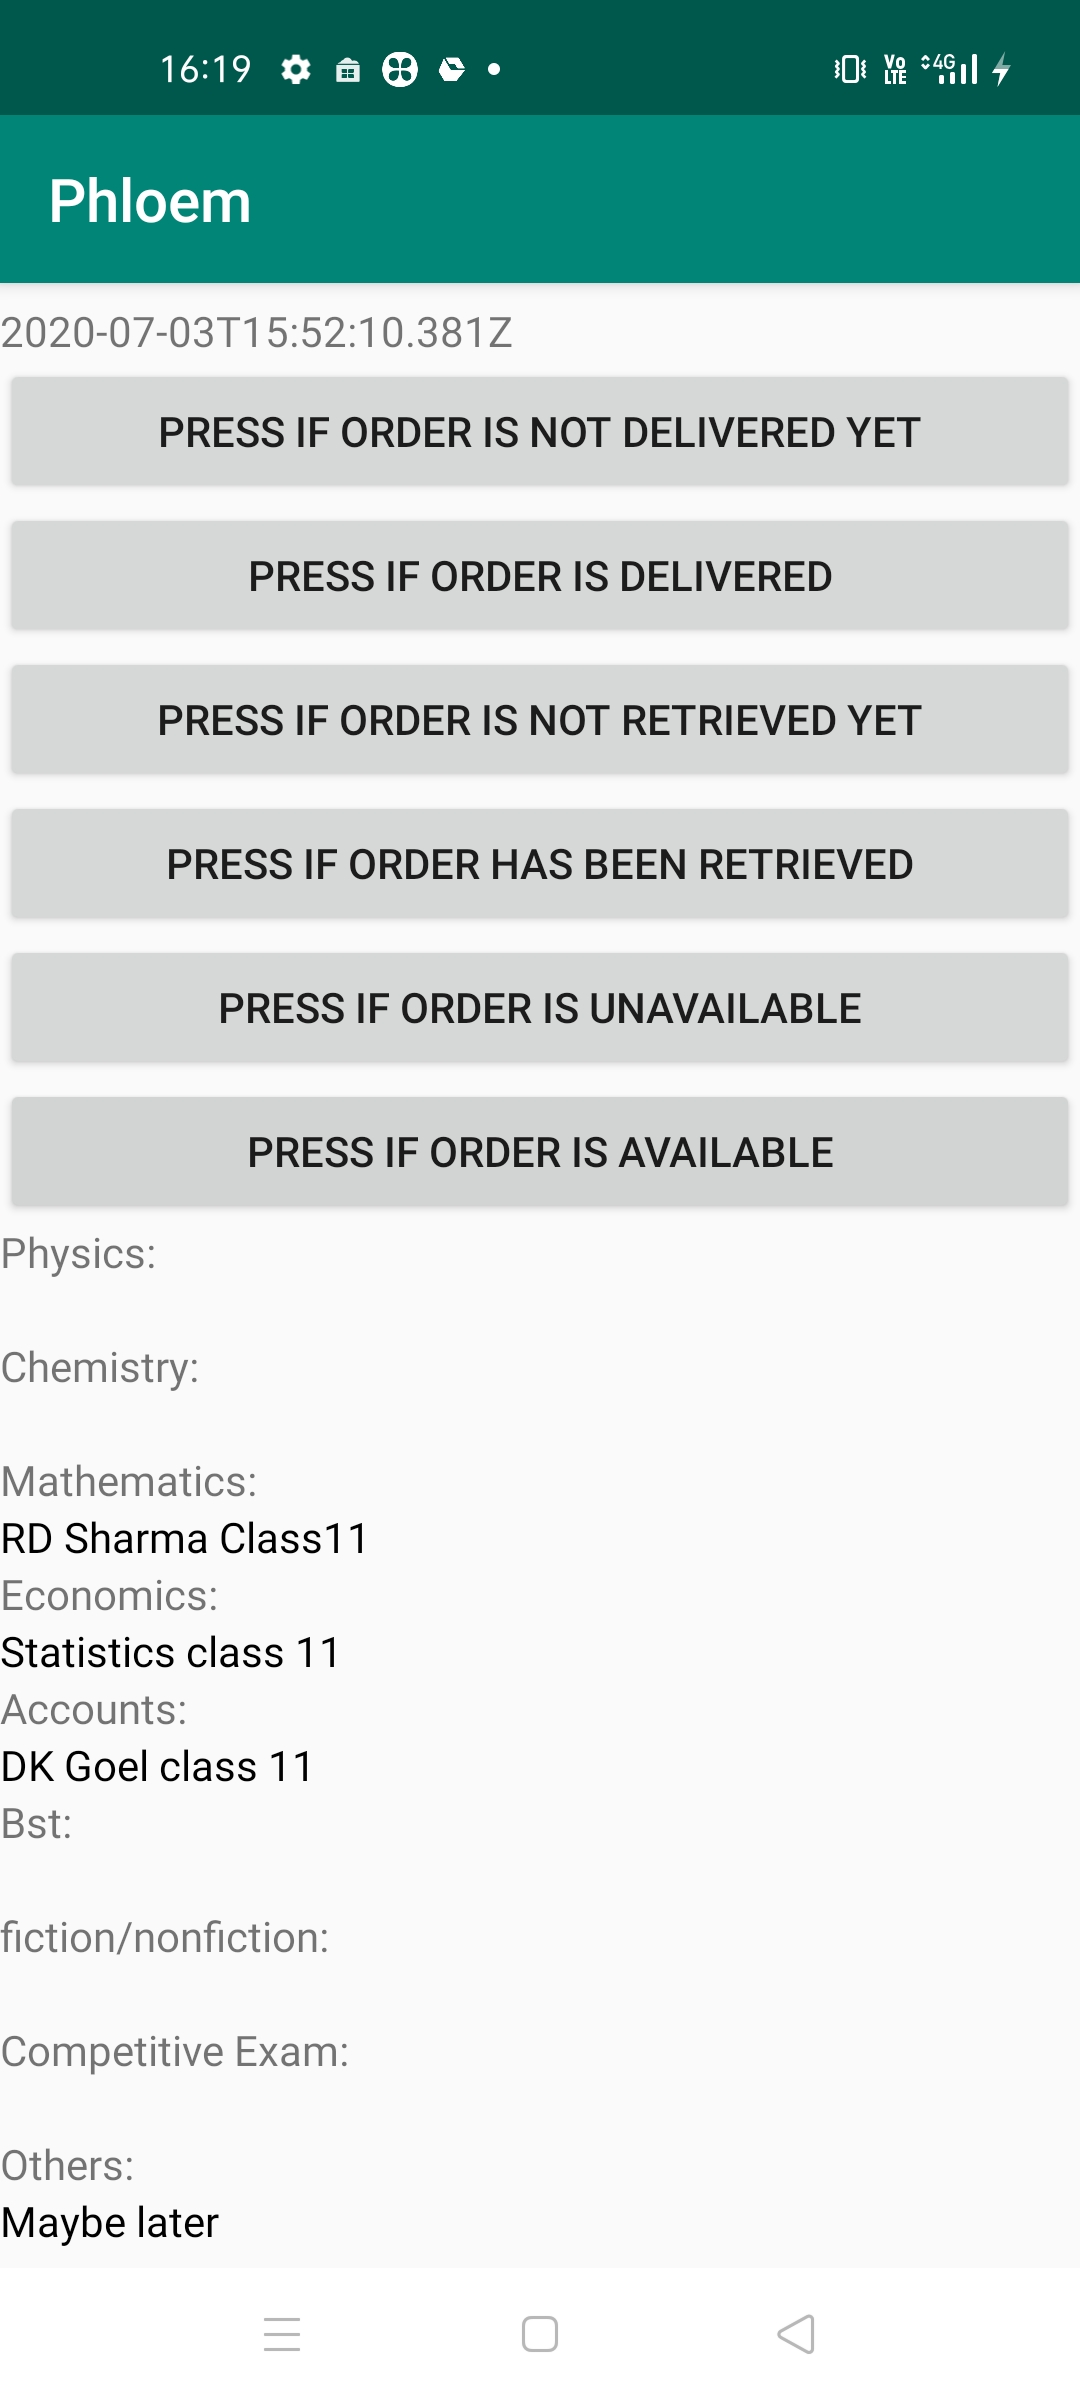 16:19
Vo LTE 4G
Phloem
2020-07-03T15:52:10.381Z
PRESS IF ORDER IS NOT DELIVERED YET
PRESS IF ORDER IS DELIVERED
PRESS IF ORDER IS NOT RETRIEVED YET
PRESS IF ORDER HAS BEEN RETRIEVED
PRESS IF ORDER IS UNAVAILABLE
PRESS IF ORDER IS AVAILABLE
Physics:
Chemistry:
Mathematics:
RD Sharma Class11
Economics:
Statistics class 11
Accounts:
DK Goel class 11
Bst:
fiction/nonfiction:
Competitive Exam:
Others:
Maybe later